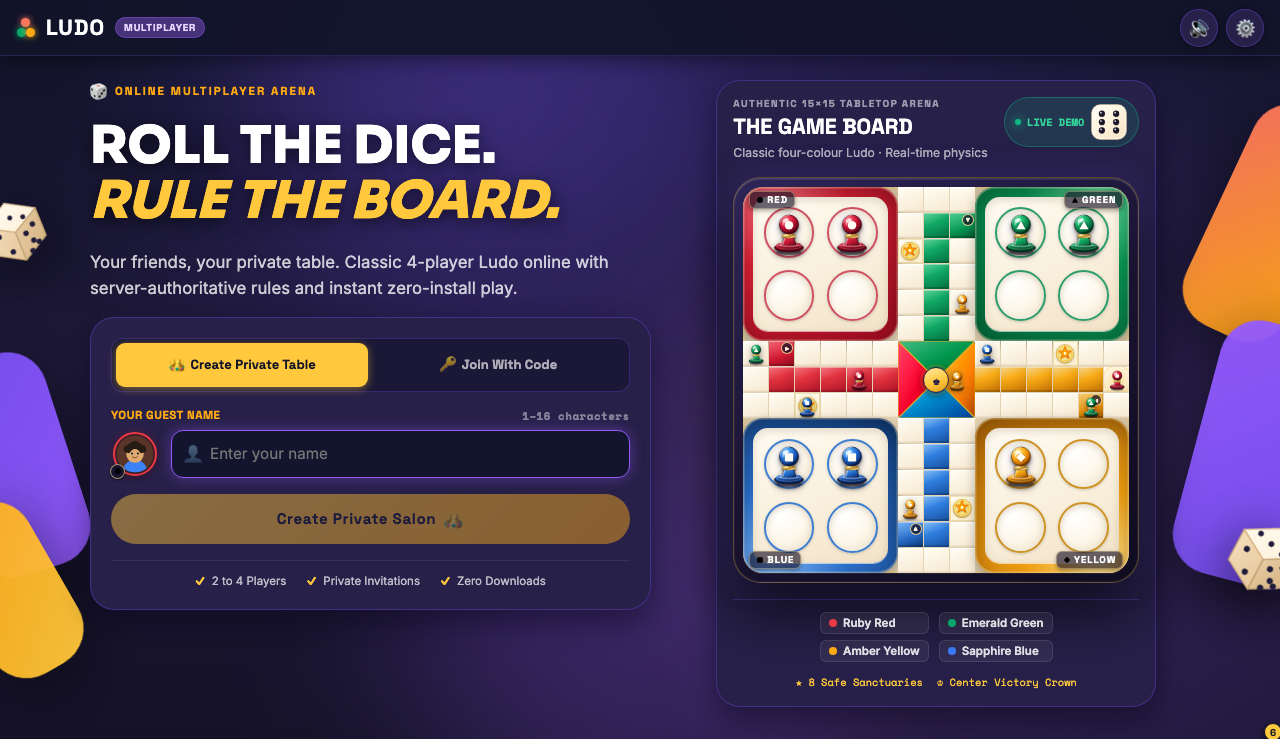 LUDO
MULTIPLAYER
ONLINE MULTIPLAYER ARENA
ROLL THE DICE.
RULE THE BOARD.
Your friends, your private table. Classic 4-player Ludo online with
server-authoritative rules and instant zero-install play.
Create Private Table
Join With Code
YOUR GUEST NAME
1–16 characters
Enter your name
Create Private Salon
✓ 2 to 4 Players
✓ Private Invitations
✓ Zero Downloads
AUTHENTIC 15×15 TABLETOP ARENA
THE GAME BOARD
Classic four-colour Ludo · Real-time physics
LIVE DEMO
RED
GREEN
BLUE
YELLOW
Ruby Red
Emerald Green
Amber Yellow
Sapphire Blue
★ 8 Safe Sanctuaries
♔ Center Victory Crown
6